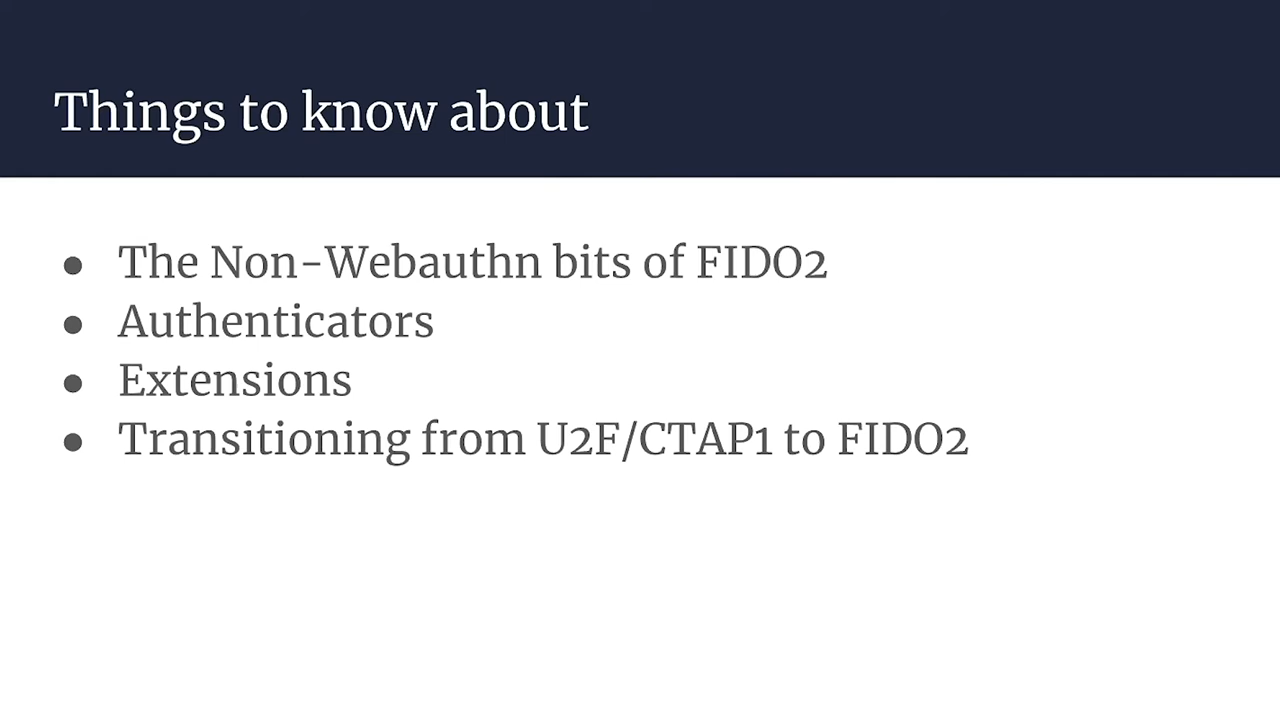 Things to know about
● The Non-Webauthn bits of FIDO2
● Authenticators
● Extensions
● Transitioning from U2F/CTAP1 to FIDO2